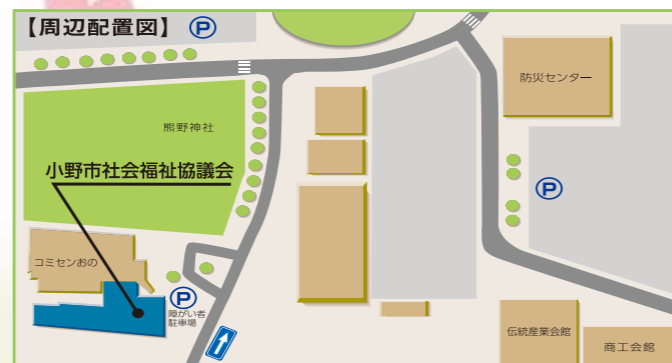 【周辺配置図】 P
防災センター
熊野神社
小野市社会福祉協議会
P
コミセンおの
P
障がい者
駐車場
伝統産業会館
商工会館